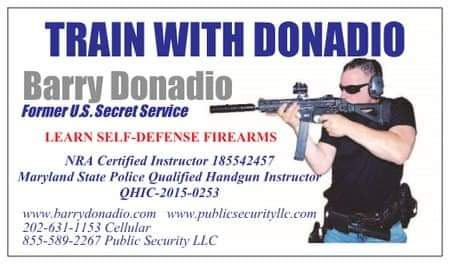 TRAIN WITH DONADIO
Barry Donadio
Former U.S. Secret Service
LEARN SELF-DEFENSE FIREARMS
NRA Certified Instructor 185542457
Maryland State Police Qualified Handgun Instructor
QHIC-2015-0253
www.barrydonadio.com www.publicsecurityllc.com
202-631-1153 Cellular
855-589-2267 Public Security LLC